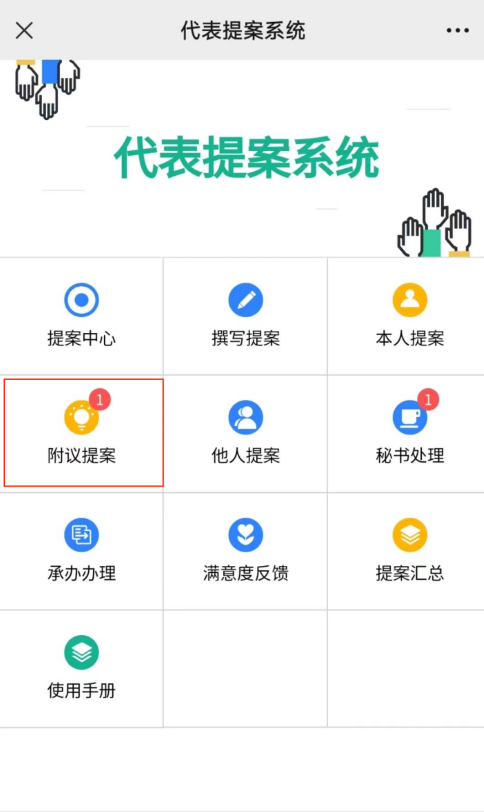 代表提案系统
代表提案系统
提案中心
撰写提案
本人提案
1
附议提案
他人提案
1
秘书处理
承办办理
满意度反馈
提案汇总
使用手册